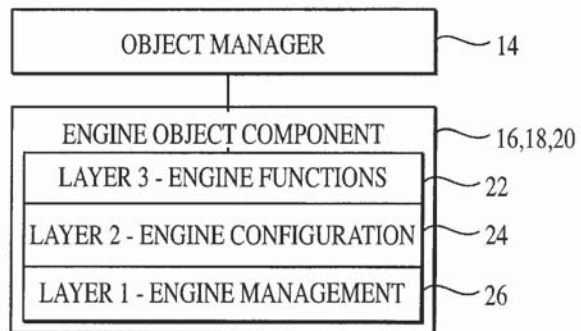 OBJECT MANAGER
14
ENGINE OBJECT COMPONENT
16,18,20
LAYER 3 - ENGINE FUNCTIONS
22
LAYER 2 - ENGINE CONFIGURATION
24
LAYER 1 - ENGINE MANAGEMENT
26